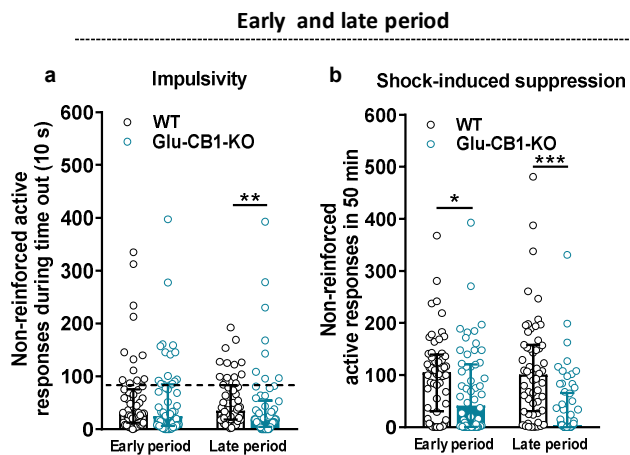 Early and late period
a
Impulsivity
Non-reinforced active
responses during time out (10 s)
600
500
400
300
200
100
0
WT
Glu-CB1-KO
**
Early period
Late period
b
Shock-induced suppression
Non-reinforced
active responses in 50 min
600
500
400
300
200
100
0
WT
Glu-CB1-KO
*
***
Early period
Late period